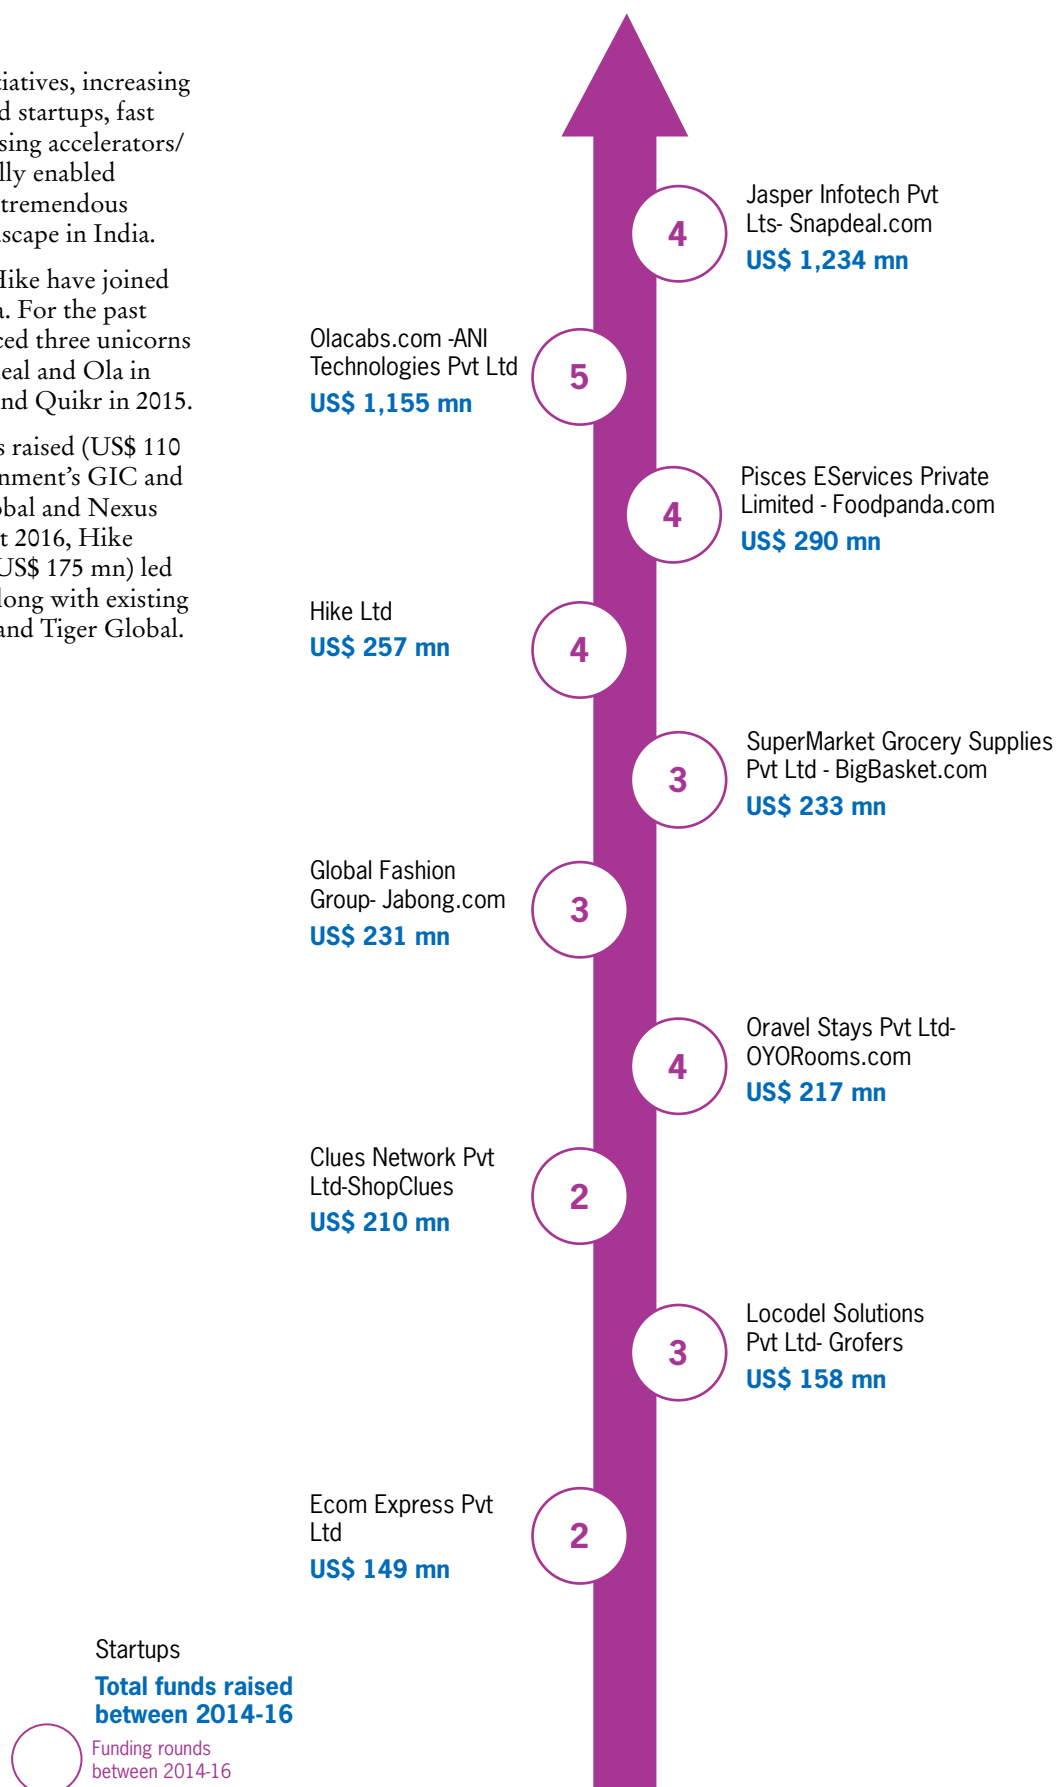 tiatives, increasing
d startups, fast
sing accelerators/
lly enabled
tremendous
scape in India.
Hike have joined
a. For the past
ced three unicorns
eal and Ola in
nd Quikr in 2015.
s raised (US$ 110
nment's GIC and
obal and Nexus
t 2016, Hike
US$ 175 mn) led
long with existing
and Tiger Global.
4
Jasper Infotech Pvt
Lts- Snapdeal.com
US$ 1,234 mn
Olacabs.com -ANI
Technologies Pvt Ltd
US$ 1,155 mn
5
4
Pisces EServices Private
Limited - Foodpanda.com
US$ 290 mn
Hike Ltd
US$ 257 mn
4
3
SuperMarket Grocery Supplies
Pvt Ltd - BigBasket.com
US$ 233 mn
Global Fashion
Group- Jabong.com
US$ 231 mn
3
4
Oravel Stays Pvt Ltd-
OYORooms.com
US$ 217 mn
Clues Network Pvt
Ltd-ShopClues
US$ 210 mn
2
3
Locodel Solutions
Pvt Ltd- Grofers
US$ 158 mn
Ecom Express Pvt
Ltd
US$ 149 mn
2
Startups
Total funds raised
between 2014-16
Funding rounds
between 2014-16